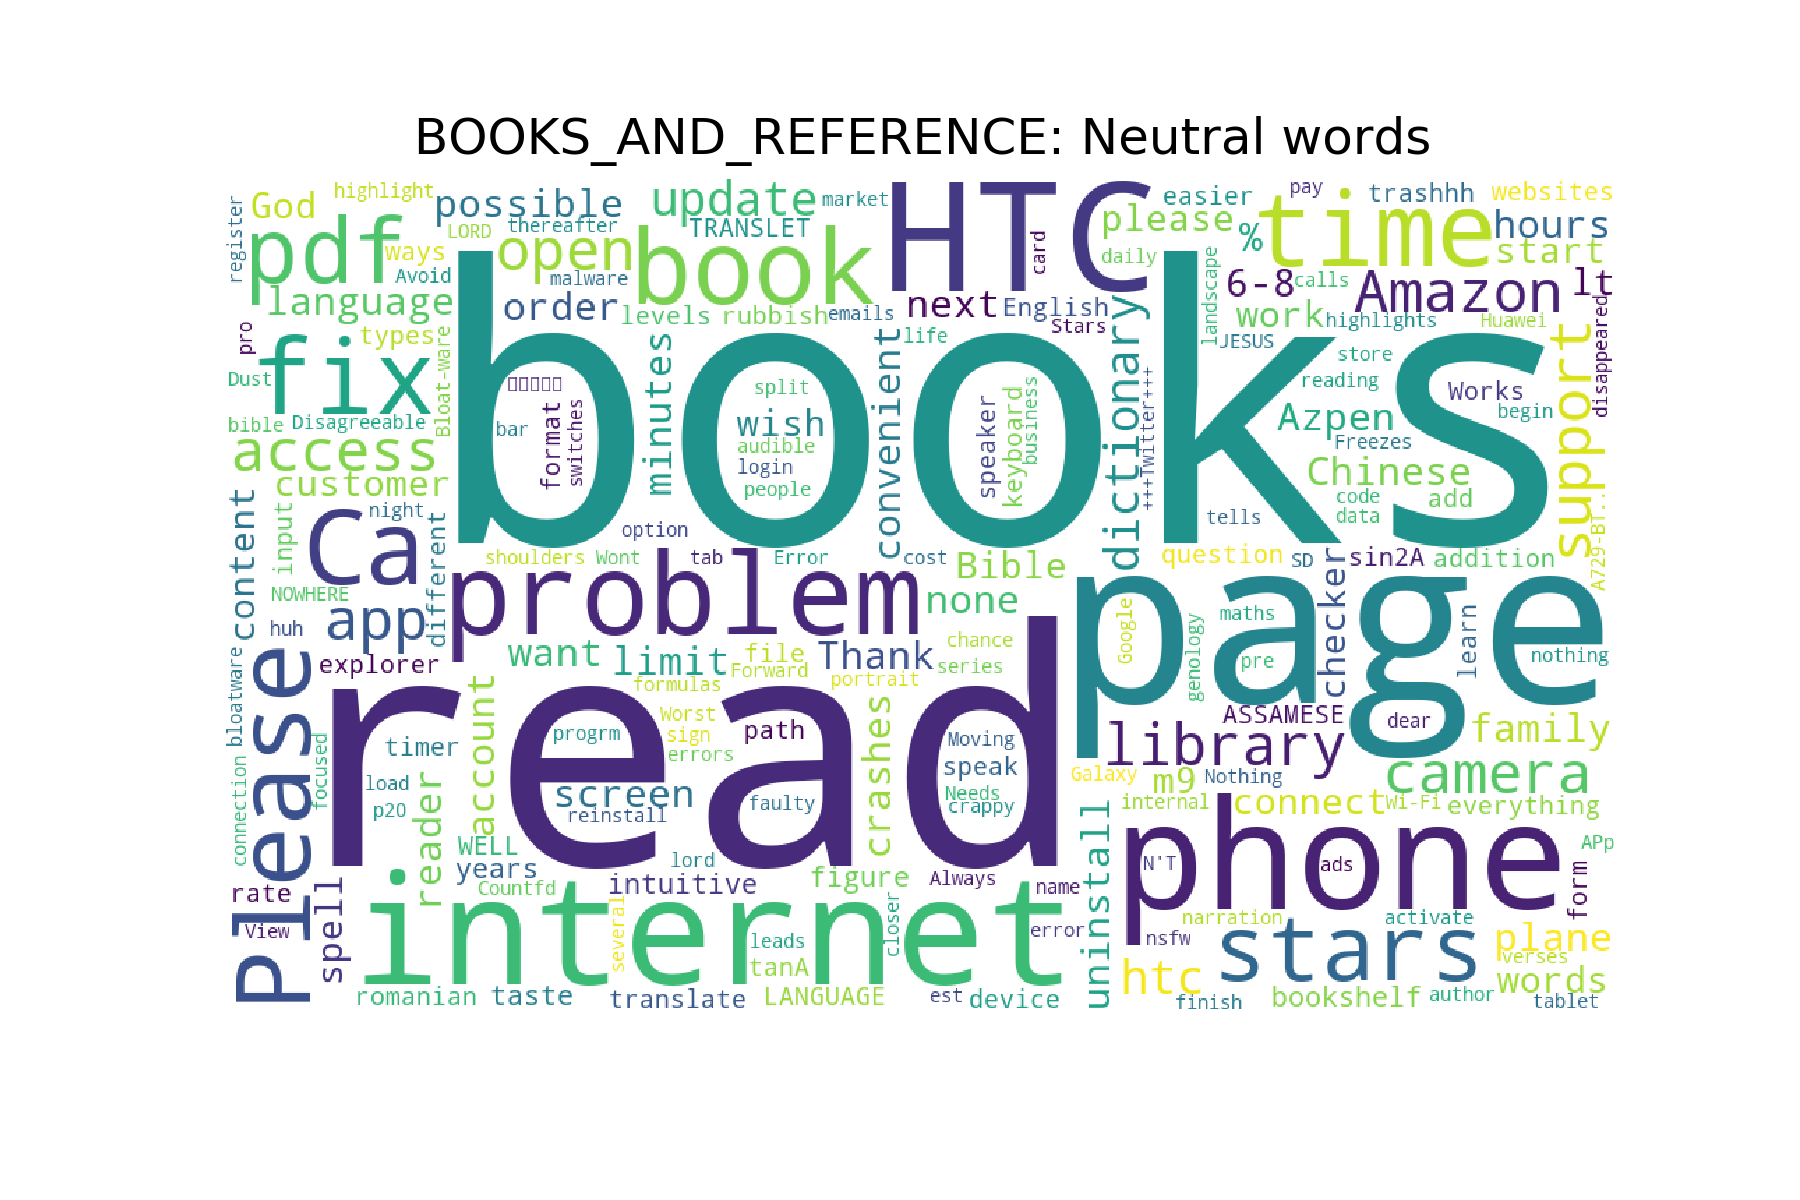 BOOKS_AND_REFERENCE: Neutral words
God
highlight
possible
update
market
HTC
easier
pay
trashhh
websites
register
pdf
LORD
thereafter
TRANSLET
please
time
hours
ways
open
book
card
%
start
Avoid
malware
daily
landscape
6-8
calls
Amazon
lt
language
order
levels
rubbish
emails
next
English
Stars
work
highlights
Huawei
disappeared
pro
types
fix
Bloat-ware
books
minutes
convenient
life
dictionary
+++Twitter+++
JESUS
store
support
Dust
split
reading
Works
bible
Disagreeable
bar
format
switches
wish
audible
login
people
speaker
keyboard
business
Azpen
begin
Freezes
access
customer
Chinese
code
add
data
content
input
night
Ca
different
option
tells
A729-BT..
shoulders
Wont
tab
Error
cost
Bible
question
SD
checker
sin2A
addition
NOWHERE
problem
none
page
huh
app
Google
genology
maths
learn
bloatware
Please
explorer
want
limit
file
Thank
chance
series
pre
nothing
Forward
formulas
portrait
account
read
Worst
sign
errors
crashes
library
ASSAMESE
dear
family
connection
focused
timer
progrm
path
Moving
speak
load
reader
screen
Galaxy
m9
Nothing
camera
p20
reinstall
faulty
Needs
crappy
uninstall
internal
connect
Wi-Fi
everything
WELL
phone
APp
years
lord
N'T
ads
form
rate
spell
Countfd
intuitive
figure
Always
name
View
internet
several
leads
closer
error
narration
activate
nsfw
stars
plane
verses
tanA
htc
words
romanian
taste
translate
LANGUAGE
est
device
finish
bookshelf
author
tablet